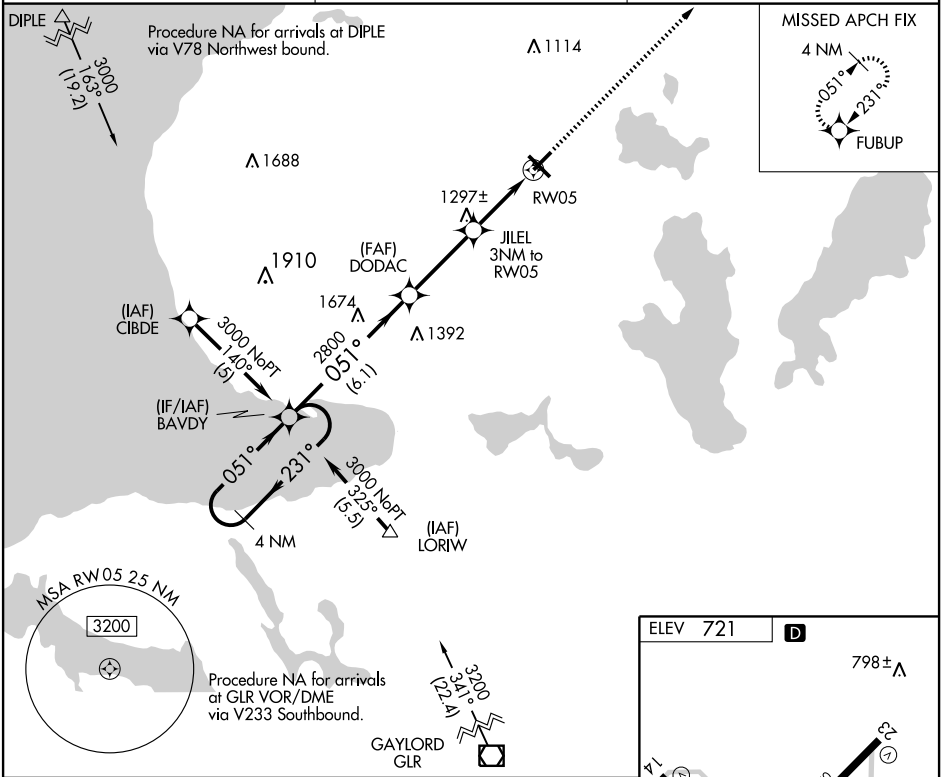 DIPLE
Procedure NA for arrivals at DIPLE
via V78 Northwest bound.
3000
163°
(19.2)
1114
MISSED APCH FIX
4 NM
051°
231°
FUBUP
1688
RW05
1297±
JILEL
3NM to
RW05
(FAF)
DODAC
1910
1674
1392
(IAF)
CIBDE
3000 NoPT
140°
(5)
2800
051°
(6.1)
(IF/IAF)
BAVDY
051°
231°
4 NM
3000 NoPT
325°
(5.5)
(IAF)
LORIW
MSA RW05 25 NM
3200
Procedure NA for arrivals
at GLR VOR/DME
via V233 Southbound.
3200
341°
(22.4)
GAYLORD
GLR
ELEV 721
D
798±
23
V
14
V